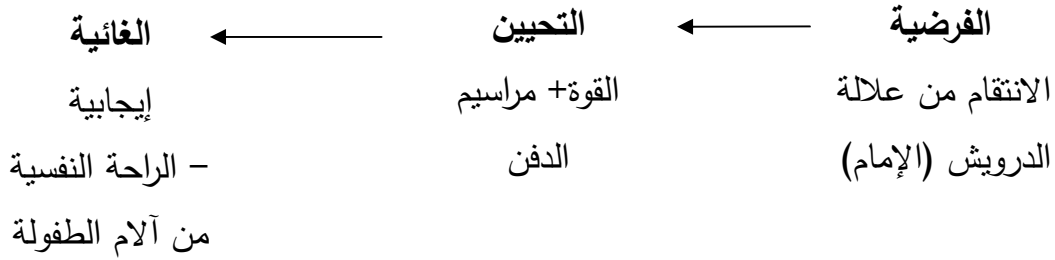 الفرضية
الانتقام من علالة
الدرويش (الإمام)
التحيين
القوة+ مراسيم
الدفن
الغائية
إيجابية
– الراحة النفسية
من آلام الطفولة